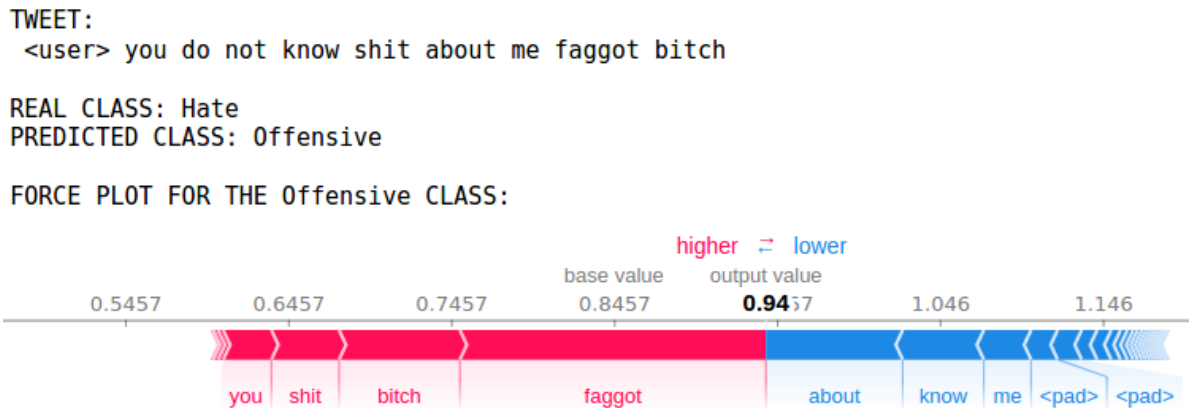 TWEET:
<user> you do not know shit about me faggot bitch
REAL CLASS: Hate
PREDICTED CLASS: Offensive
FORCE PLOT FOR THE Offensive CLASS:
higher ⇄ lower
base value output value
0.5457 0.6457 0.7457 0.8457 0.94 1.046 1.146
you shit bitch faggot about know me <pad> <pad>